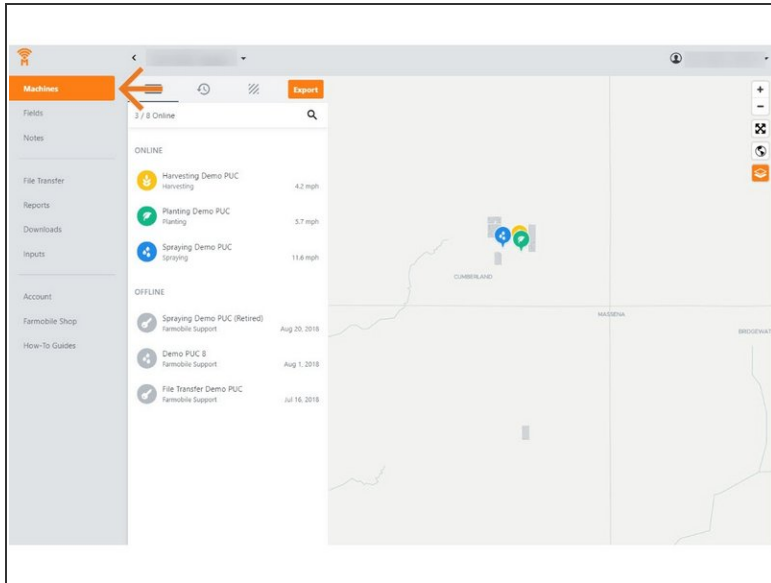 Machines
Fields
Notes
File Transfer
Reports
Downloads
Inputs
Account
Farmobile Shop
How-To Guides
Export
3 / 8 Online
ONLINE
Harvesting Demo PUC
Harvesting 4.2 mph
Planting Demo PUC
Planting 5.7 mph
Spraying Demo PUC
Spraying 11.6 mph
OFFLINE
Spraying Demo PUC (Retired)
Farmobile Support Aug 20, 2018
Demo PUC 8
Farmobile Support Aug 1, 2018
File Transfer Demo PUC
Farmobile Support Jul 16, 2018
CUMBERLAND
MASSENA
BRIDGEWAT